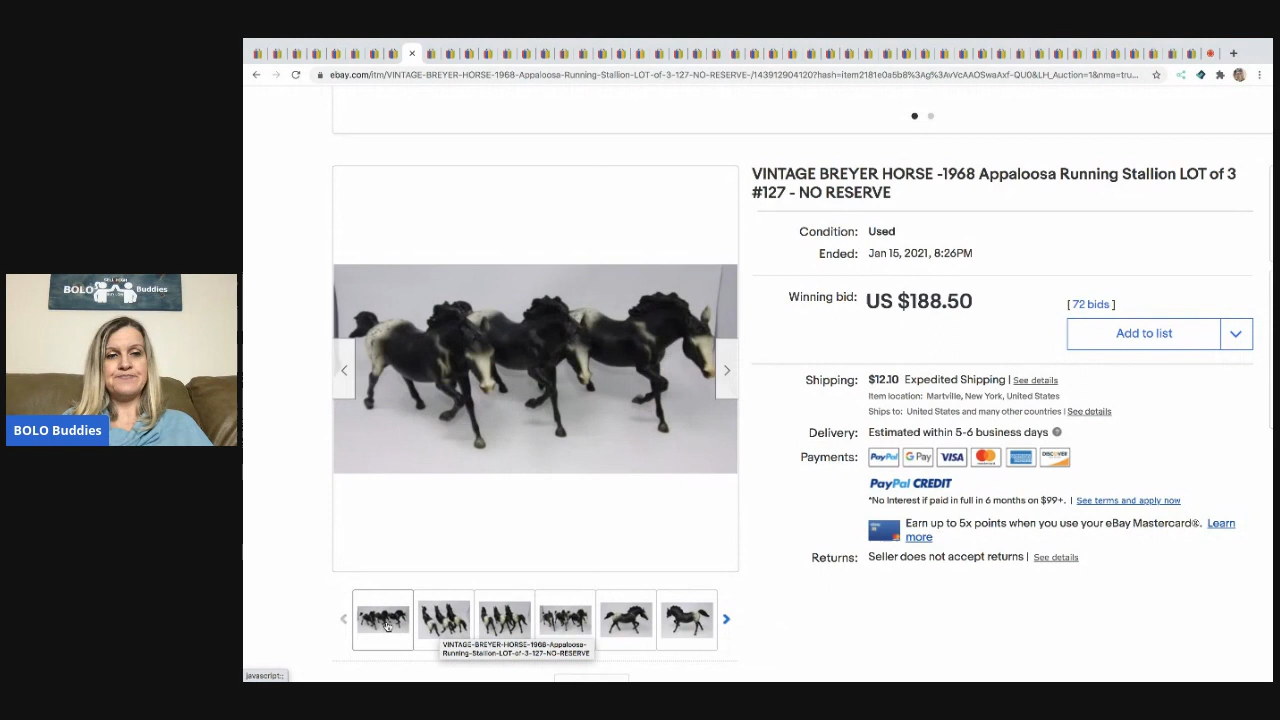 ebay.com/itm/VINTAGE-BREYER-HORSE-1968-Appaloosa-Running-Stallion-LOT-of-3-127-NO-RESERVE-/143912904120?hash=item2181e0a5b8%3Ag%3AvVcAAOSwaAxf-QU0&LH_Auction=1&nma=tru...
VINTAGE BREYER HORSE -1968 Appaloosa Running Stallion LOT of 3
#127 - NO RESERVE
Condition: Used
Ended: Jan 15, 2021, 8:26PM
Winning bid: US $188.50 [ 72 bids ]
Add to list
Shipping: $12.10 Expedited Shipping | See details
Item location: Martville, New York, United States
Ships to: United States and many other countries | See details
Delivery: Estimated within 5-6 business days
Payments: PayPal G Pay VISA mastercard DISCOVER
PayPal CREDIT
*No Interest if paid in full in 6 months on $99+. | See terms and apply now
Earn up to 5x points when you use your eBay Mastercard®. Learn
more
Returns: Seller does not accept returns | See details
VINTAGE-BREYER-HORSE-1968-Appaloosa-
Running-Stallion-LOT-of-3-127-NO-RESERVE
javascript:;
BOLO Buddies
BOLO Buddies